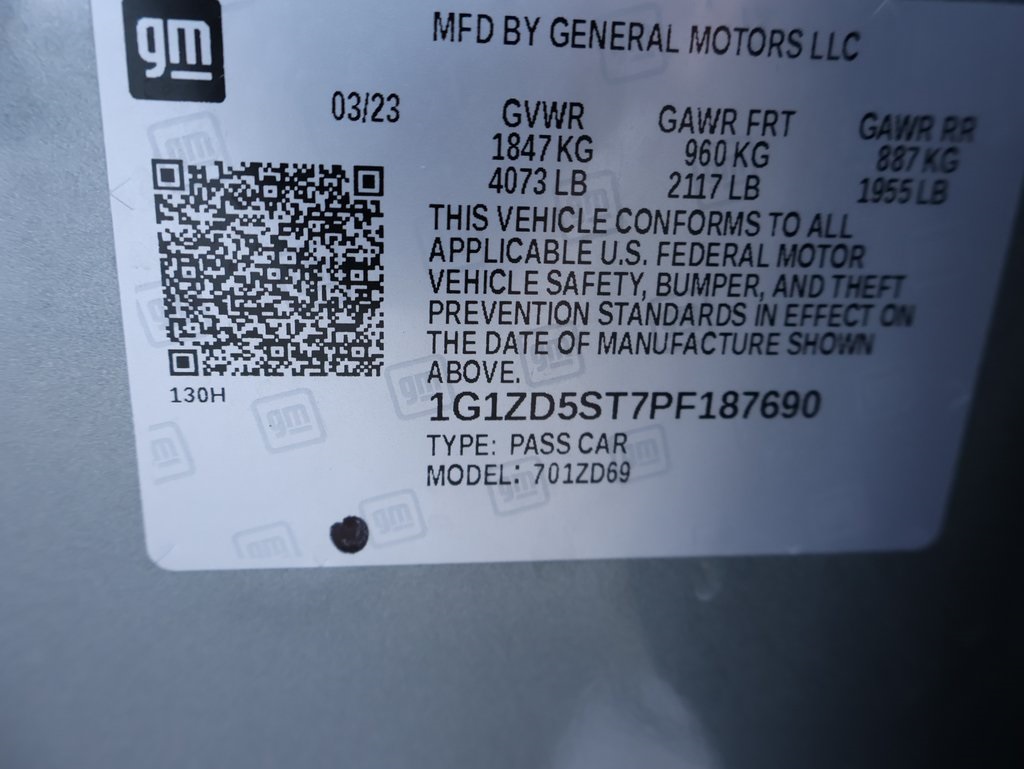 gm
MFD BY GENERAL MOTORS LLC
03/23 GVWR GAWR FRT GAWR RR
1847 KG 960 KG 887 KG
4073 LB 2117 LB 1955 LB
THIS VEHICLE CONFORMS TO ALL
APPLICABLE U.S. FEDERAL MOTOR
VEHICLE SAFETY, BUMPER, AND THEFT
PREVENTION STANDARDS IN EFFECT ON
THE DATE OF MANUFACTURE SHOWN
ABOVE.
130H
1G1ZD5ST7PF187690
TYPE: PASS CAR
MODEL: 701ZD69